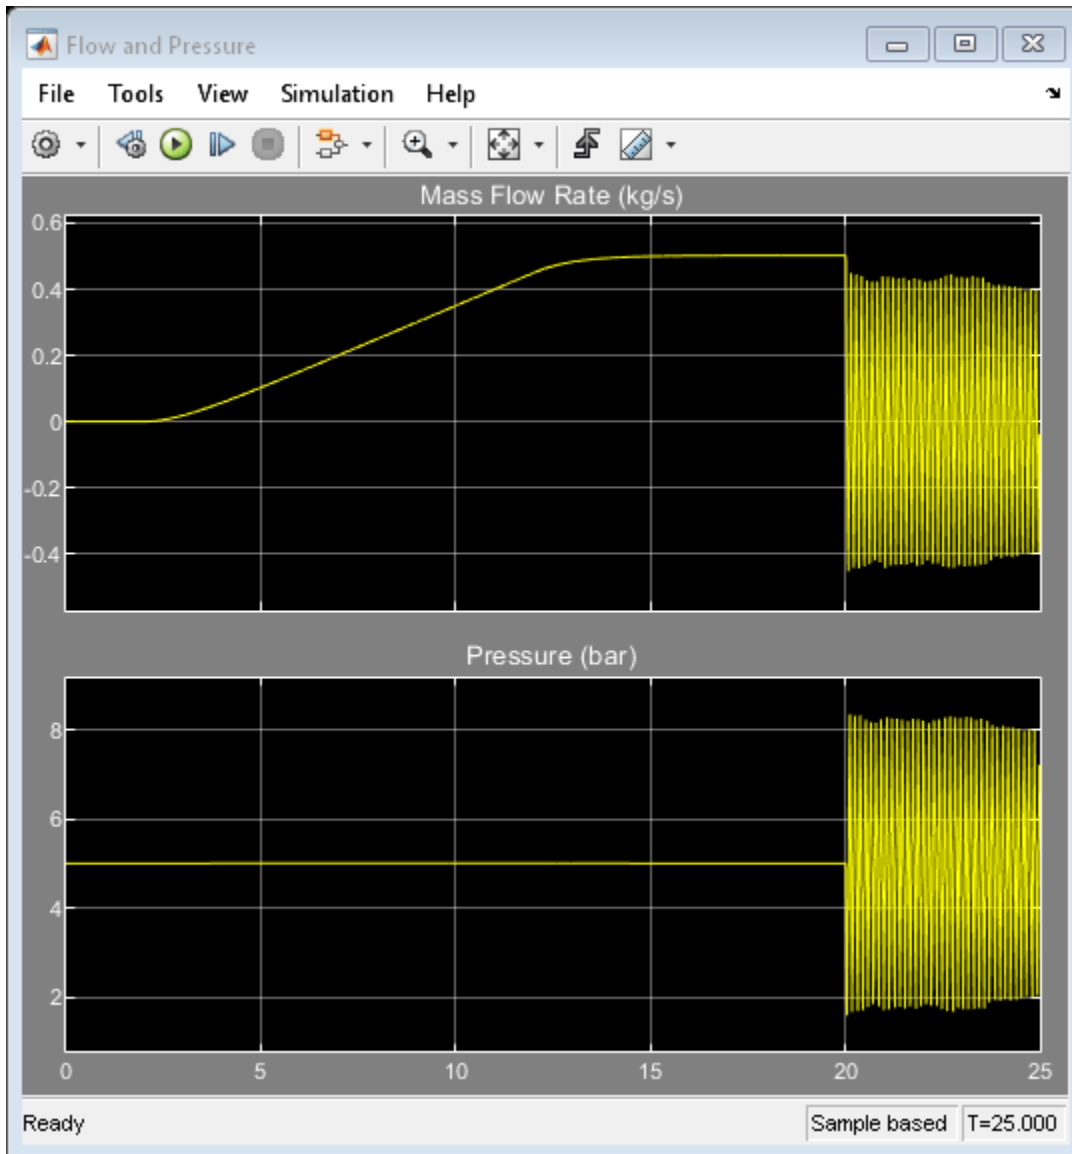 Flow and Pressure
File Tools View Simulation Help
Mass Flow Rate (kg/s)
0.6
0.4
0.2
0
-0.2
-0.4
Pressure (bar)
8
6
4
2
0 5 10 15 20 25
Ready Sample based T=25.000